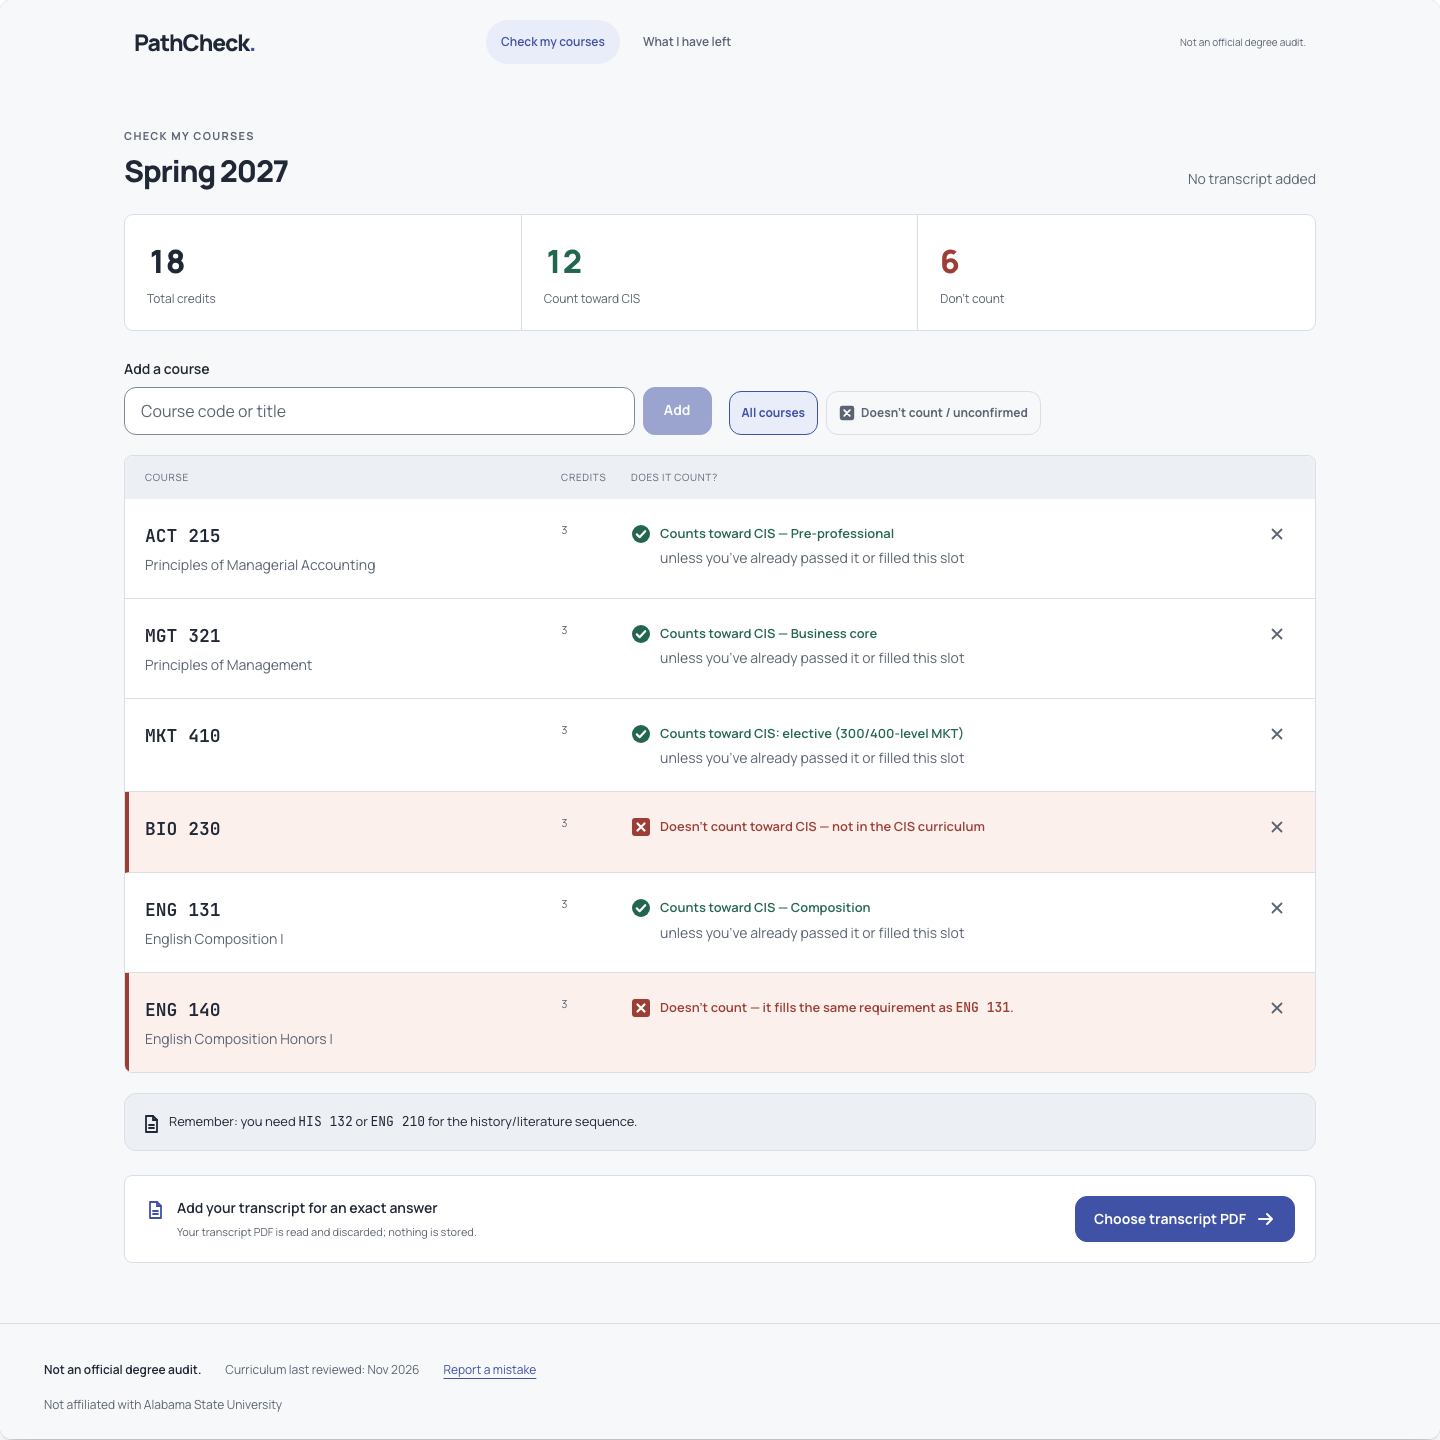 PathCheck.
Check my courses
What I have left
Not an official degree audit.
CHECK MY COURSES
Spring 2027
No transcript added
18
Total credits
12
Count toward CIS
6
Don't count
Add a course
Course code or title
Add
All courses
Doesn't count / unconfirmed
COURSE CREDITS DOES IT COUNT?
ACT 215
3
Counts toward CIS — Pre-professional
Principles of Managerial Accounting
unless you've already passed it or filled this slot
MGT 321
3
Counts toward CIS — Business core
Principles of Management
unless you've already passed it or filled this slot
MKT 410
3
Counts toward CIS: elective (300/400-level MKT)
unless you've already passed it or filled this slot
BIO 230
3
Doesn't count toward CIS — not in the CIS curriculum
ENG 131
3
Counts toward CIS — Composition
English Composition I
unless you've already passed it or filled this slot
ENG 140
3
Doesn't count — it fills the same requirement as ENG 131.
English Composition Honors I
Remember: you need HIS 132 or ENG 210 for the history/literature sequence.
Add your transcript for an exact answer
Your transcript PDF is read and discarded; nothing is stored.
Choose transcript PDF
Not an official degree audit.
Curriculum last reviewed: Nov 2026
Report a mistake
Not affiliated with Alabama State University